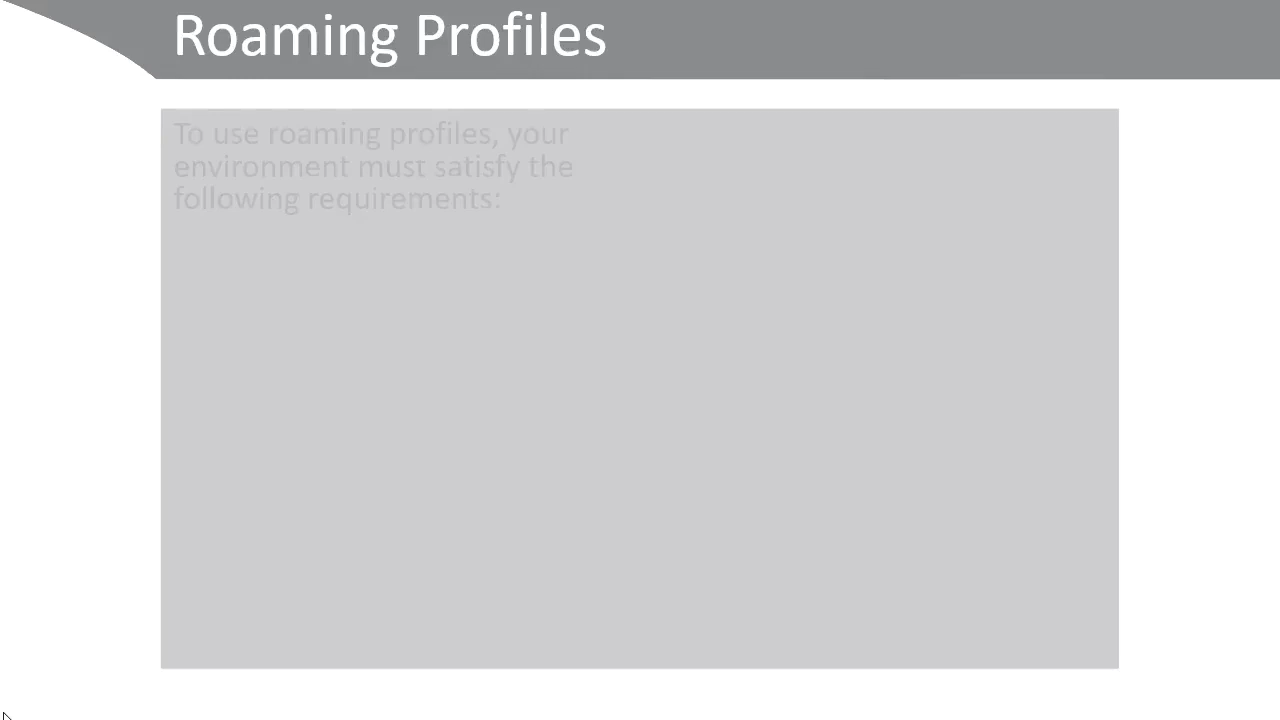 Roaming Profiles
To use roaming profiles, your
environment must satisfy the
following requirements: